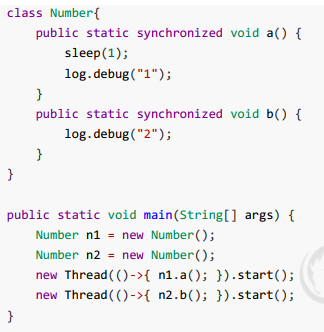 class Number{
    public static synchronized void a() {
        sleep(1);
        log.debug("1");
    }
    public static synchronized void b() {
        log.debug("2");
    }
}

public static void main(String[] args) {
    Number n1 = new Number();
    Number n2 = new Number();
    new Thread(()->{ n1.a(); }).start();
    new Thread(()->{ n2.b(); }).start();
}